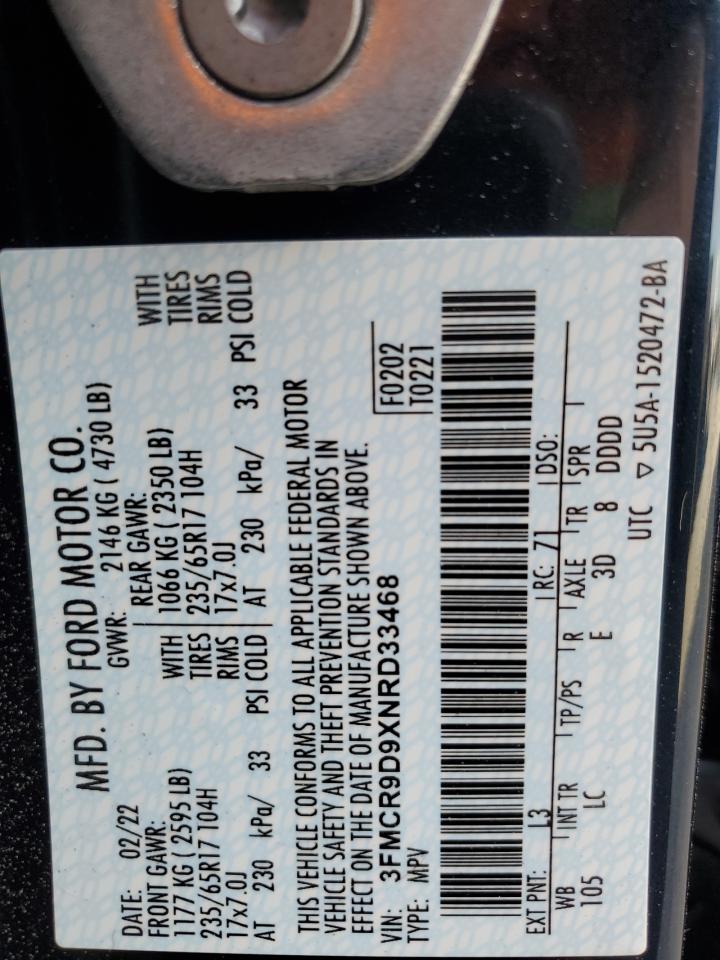 MFD. BY FORD MOTOR CO.
DATE: 02/22 GVWR: 2146 KG ( 4730 LB)
FRONT GAWR: REAR GAWR:
1177 KG ( 2595 LB) WITH 1066 KG ( 2350 LB) WITH
235/65R17 104H TIRES 235/65R17 104H TIRES
17x7.0J RIMS 17x7.0J RIMS
AT 230 kPa/ 33 PSI COLD AT 230 kPa/ 33 PSI COLD
THIS VEHICLE CONFORMS TO ALL APPLICABLE FEDERAL MOTOR
VEHICLE SAFETY AND THEFT PREVENTION STANDARDS IN
EFFECT ON THE DATE OF MANUFACTURE SHOWN ABOVE.
VIN: 3FMCR9D9XNRD33468 F0202
TYPE: MPV T0221
EXT PNT: L3 RC: 71 DSO:
WB INT TR TP/PS R AXLE TR SPR
105 LC E 3D 8 DDDD
UTC ▽ 5U5A-1520472-BA